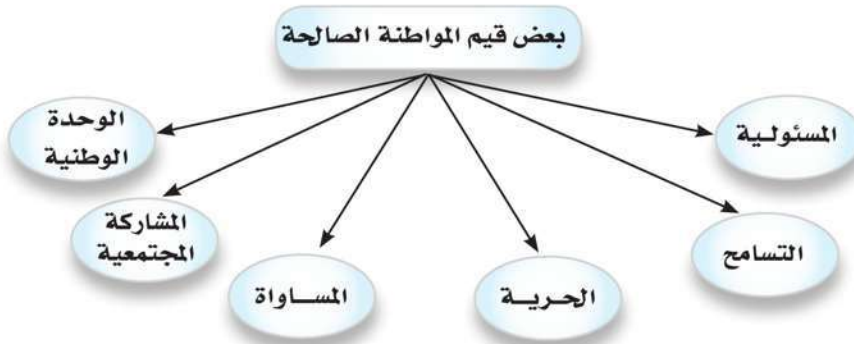 بعض قيم المواطنة الصالحة
المسئولية
التسامح
الحرية
المساواة
المشاركة
المجتمعية
الوحدة
الوطنية